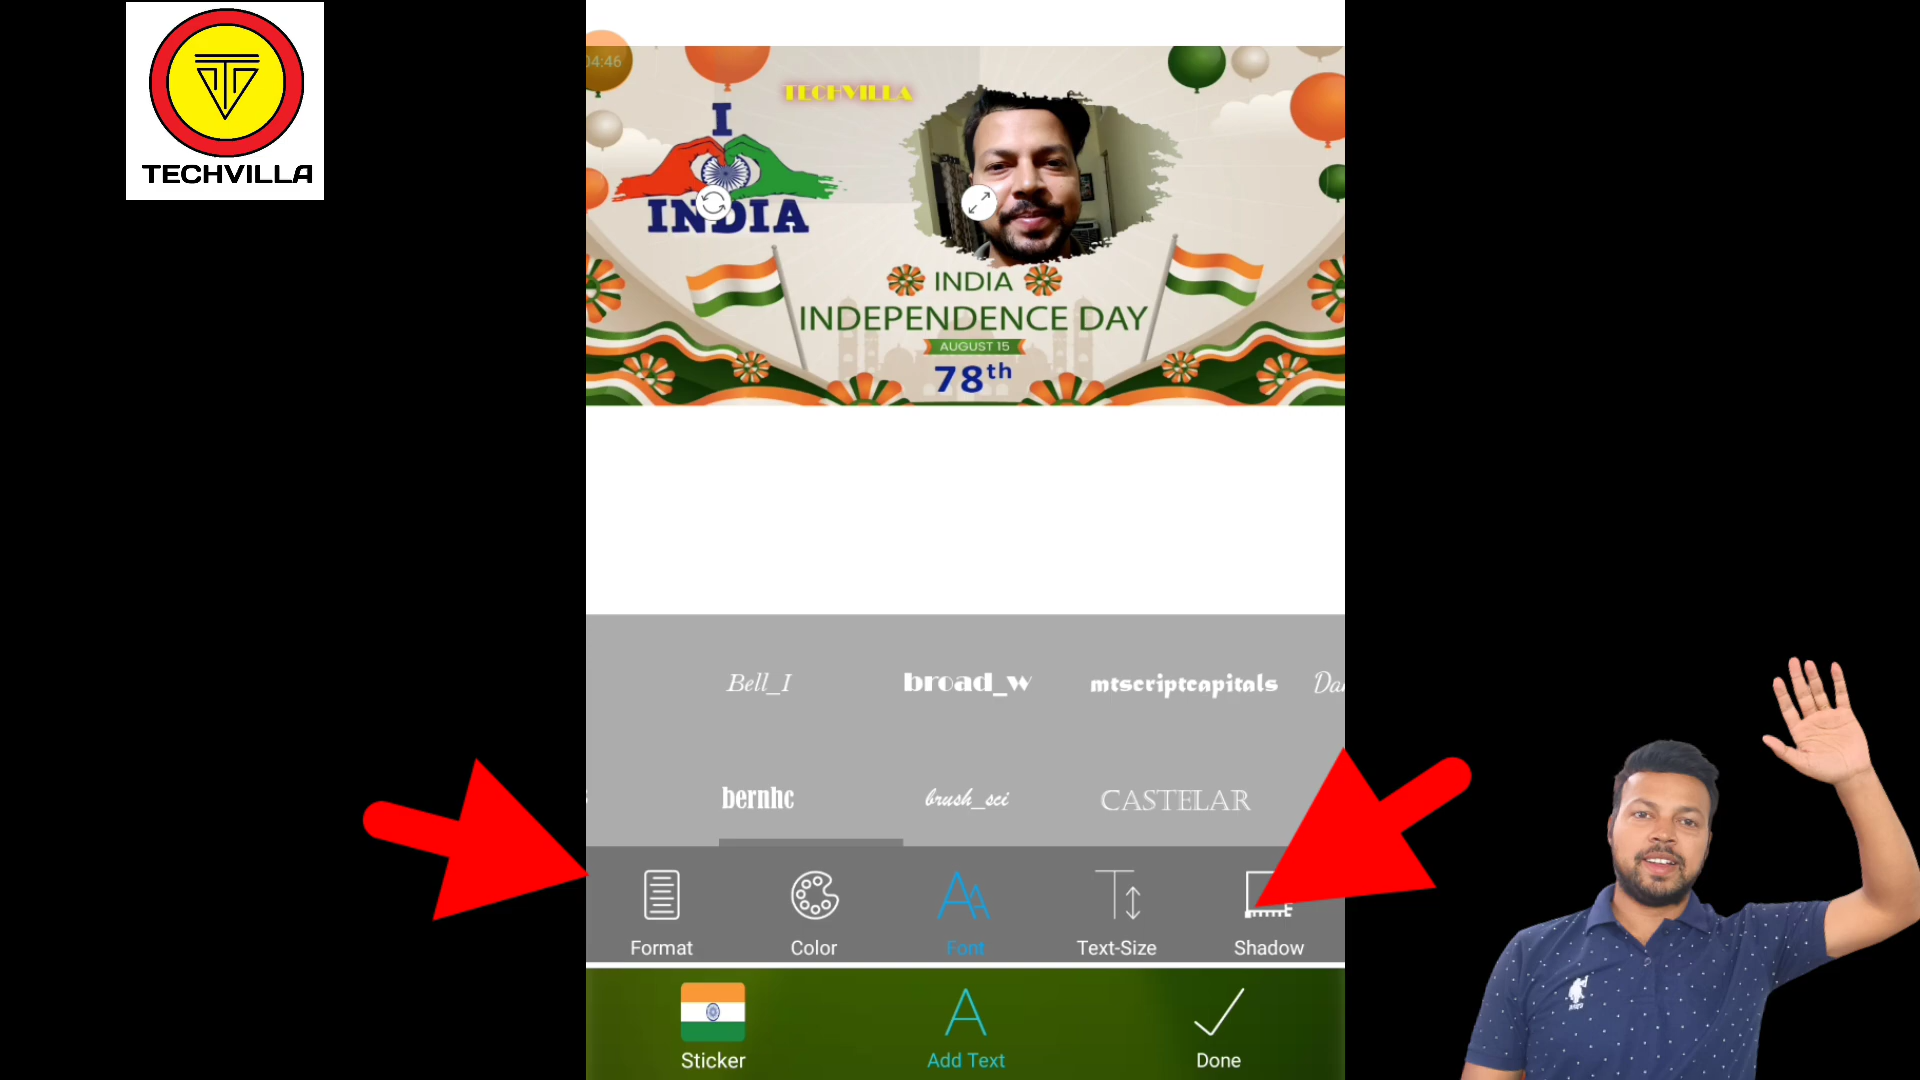 TECHVILLA
04:46
TECHVILLA
I
INDIA
INDIA
INDEPENDENCE DAY
AUGUST 15
78th
Bell_I
broad_w
mtscriptcapitals
bernhc
brush_sci
CASTELAR
Format
Color
Font
Text-Size
Shadow
Sticker
Add Text
Done